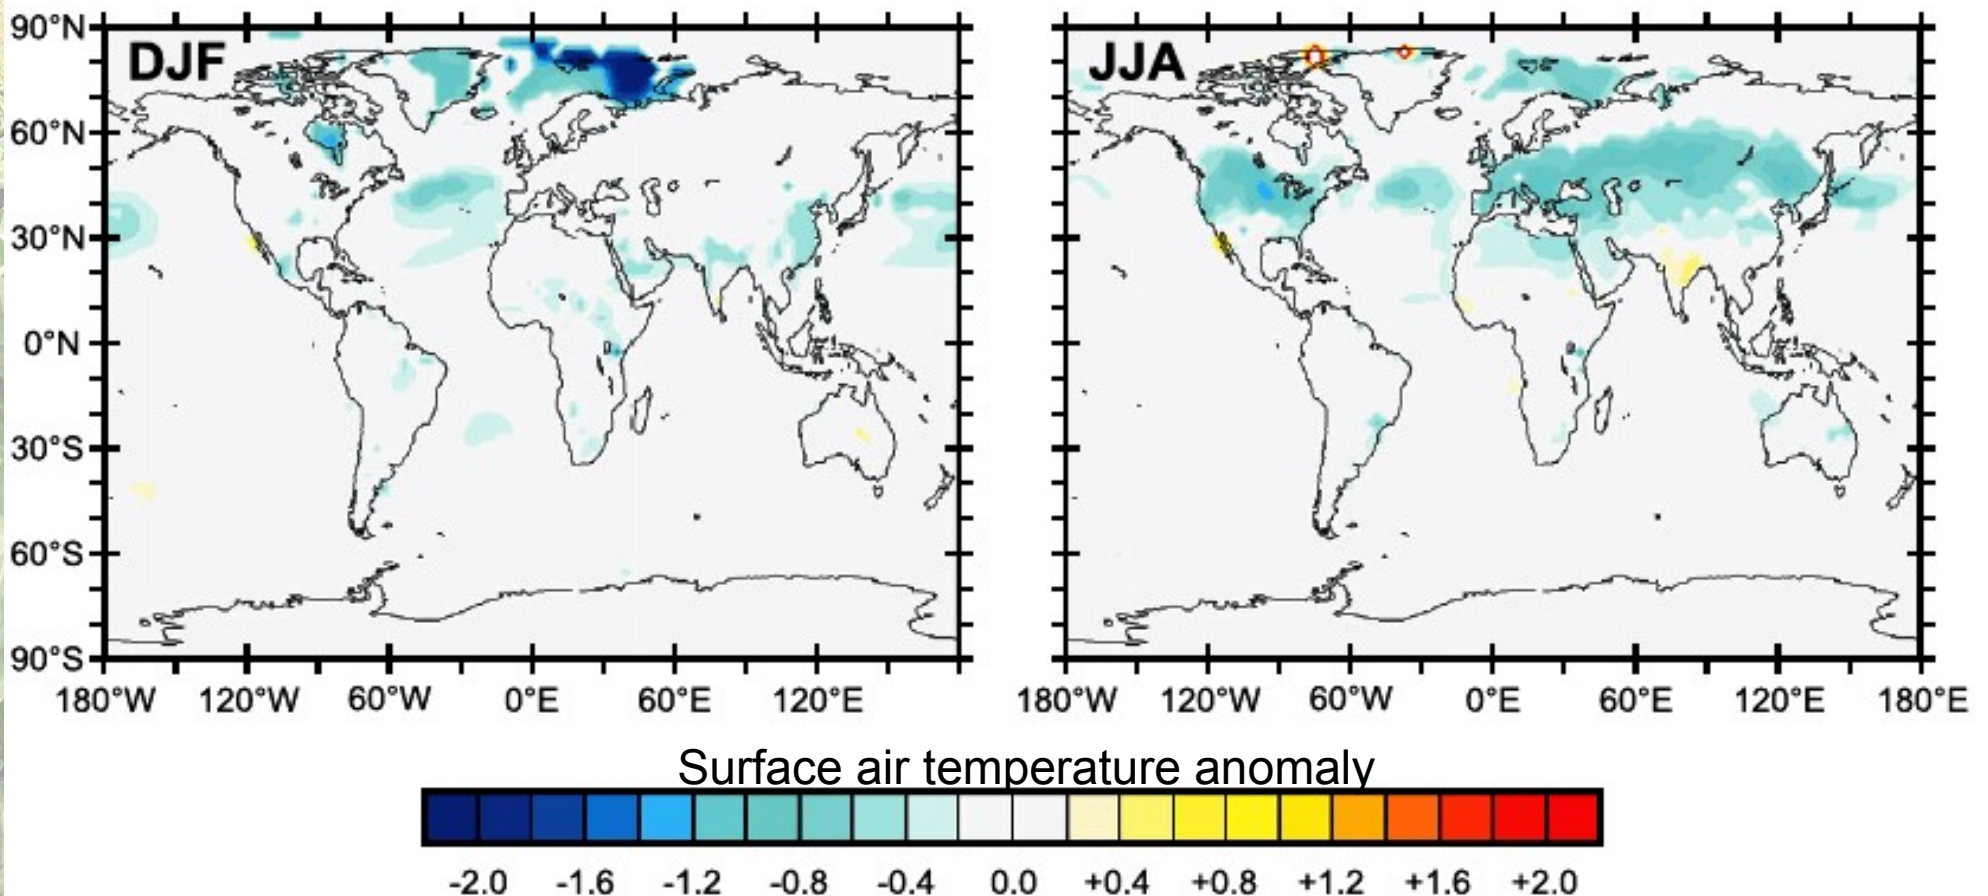 DJF
JJA
90°N
60°N
30°N
0°N
30°S
60°S
90°S
180°W 120°W 60°W 0°E 60°E 120°E
180°W 120°W 60°W 0°E 60°E 120°E 180°E
Surface air temperature anomaly
-2.0 -1.6 -1.2 -0.8 -0.4 0.0 +0.4 +0.8 +1.2 +1.6 +2.0